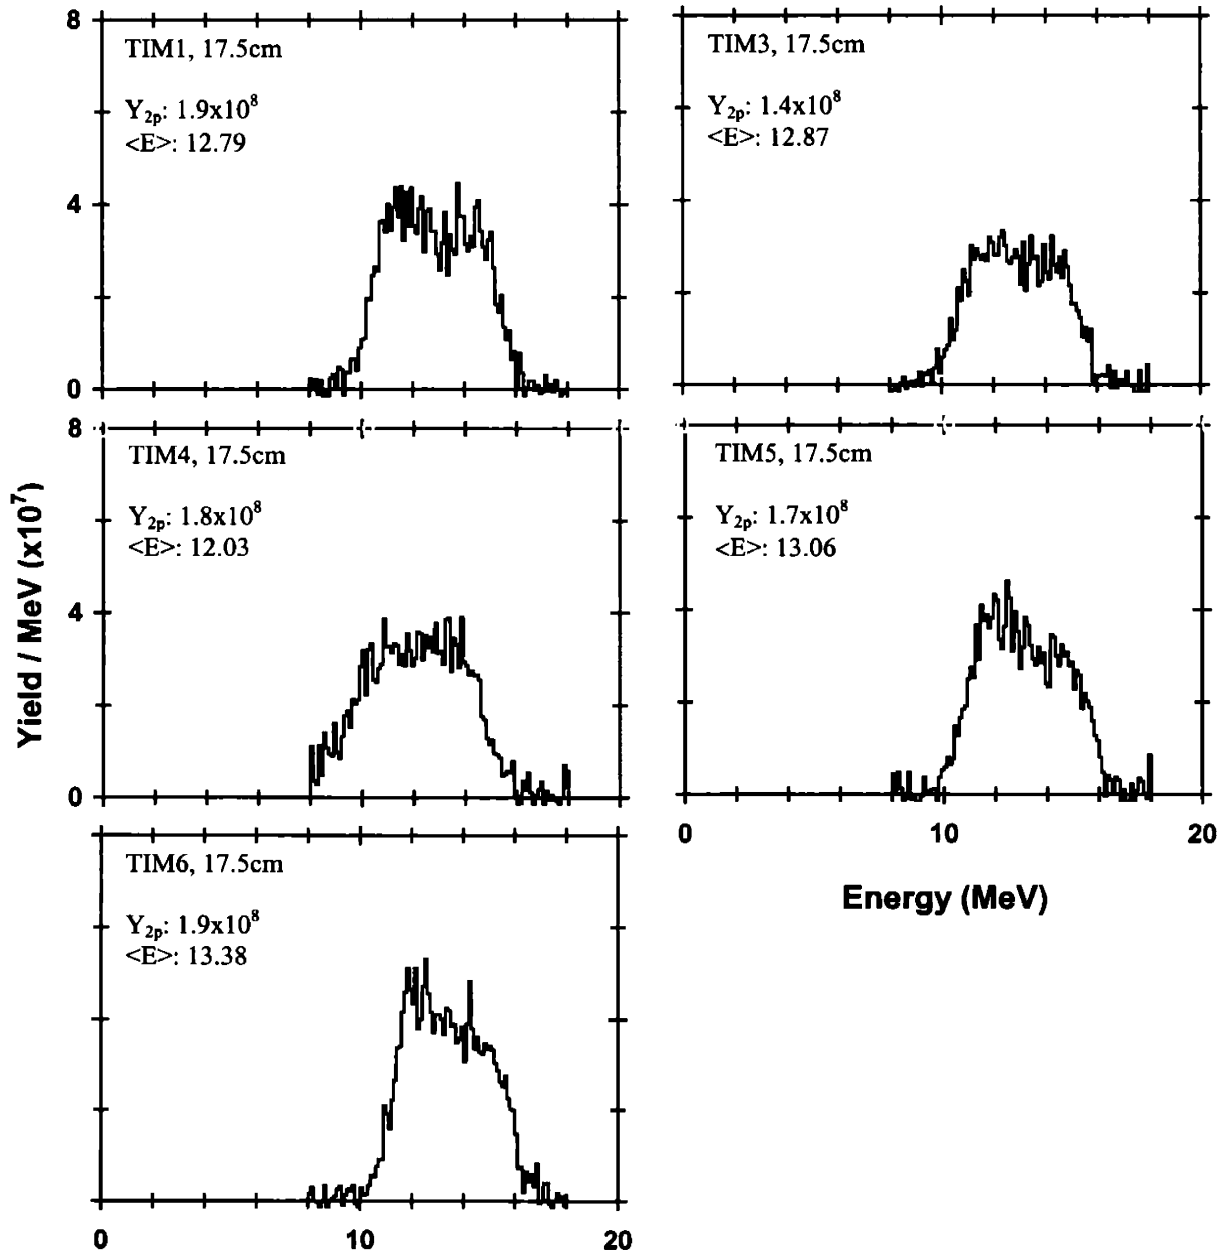 8
TIM1, 17.5cm
Y2p: 1.9x10^8
<E>: 12.79
4
0
TIM3, 17.5cm
Y2p: 1.4x10^8
<E>: 12.87
8
TIM4, 17.5cm
Y2p: 1.8x10^8
<E>: 12.03
4
0
Yield / MeV (x10^7)
TIM5, 17.5cm
Y2p: 1.7x10^8
<E>: 13.06
0 10 20
Energy (MeV)
TIM6, 17.5cm
Y2p: 1.9x10^8
<E>: 13.38
0 10 20